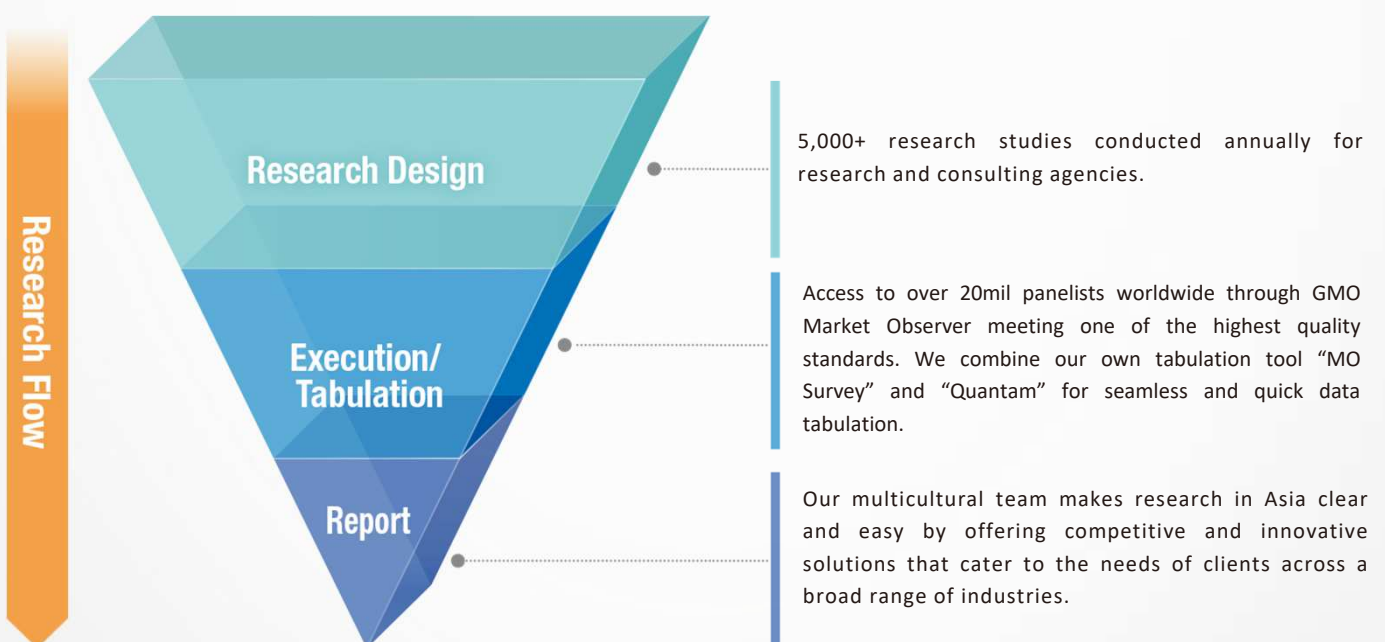 Research Flow
Research Design
5,000+ research studies conducted annually for
research and consulting agencies.
Execution/
Tabulation
Access to over 20mil panelists worldwide through GMO
Market Observer meeting one of the highest quality
standards. We combine our own tabulation tool “MO
Survey” and “Quantam” for seamless and quick data
tabulation.
Report
Our multicultural team makes research in Asia clear
and easy by offering competitive and innovative
solutions that cater to the needs of clients across a
broad range of industries.